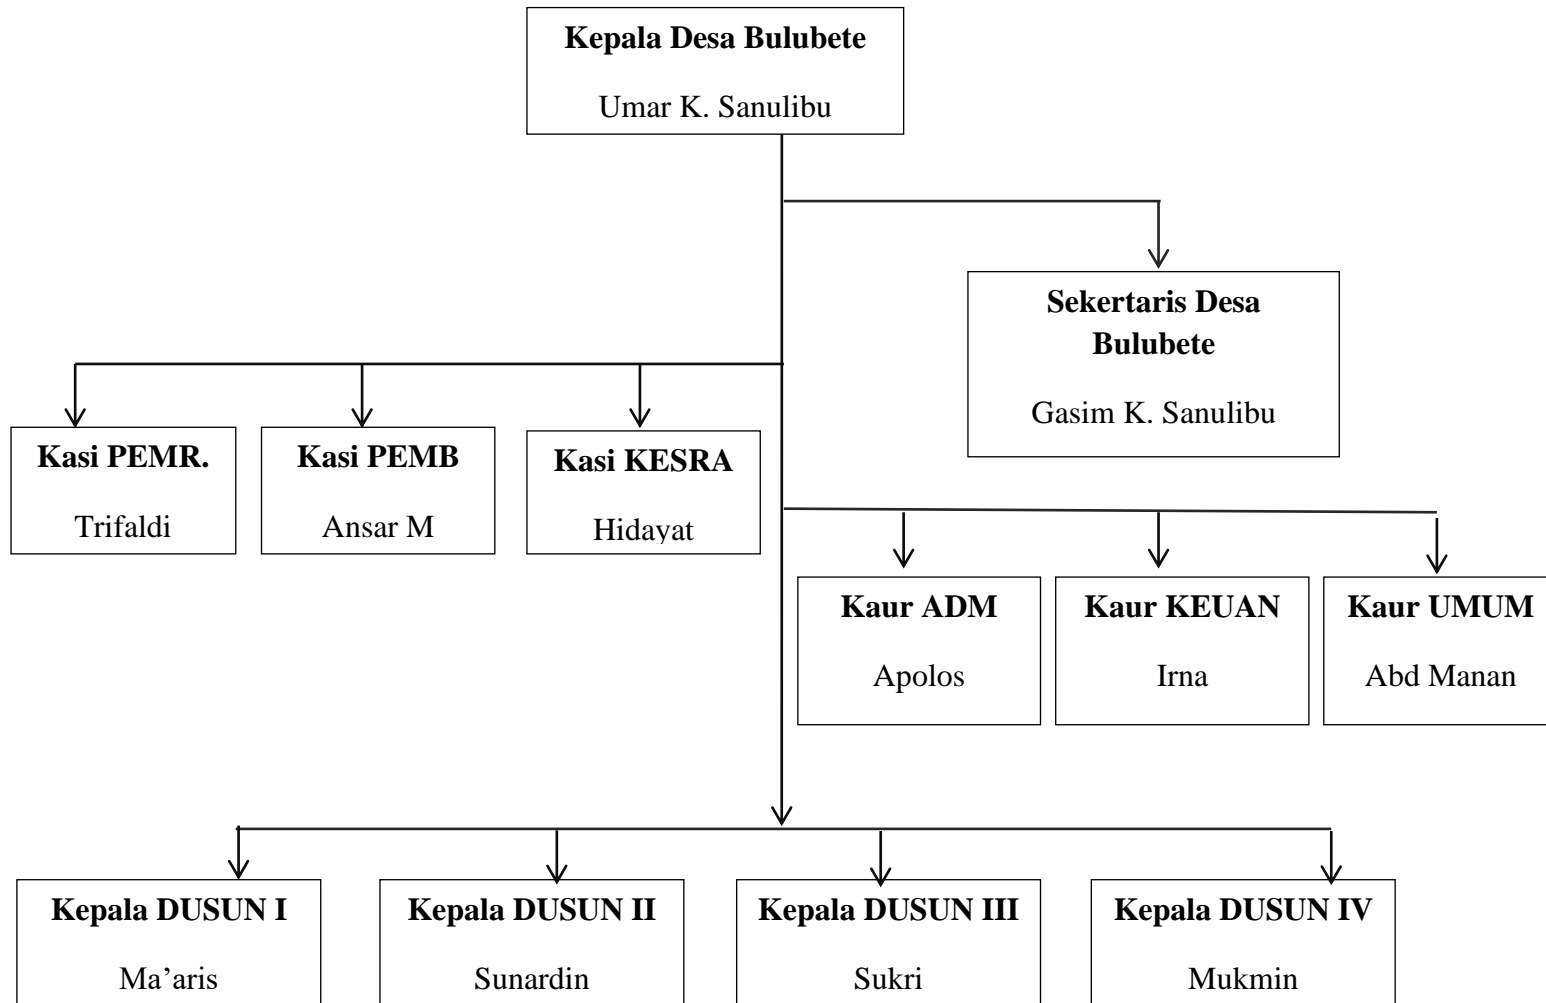 Kepala Desa Bulubete
Umar K. Sanulibu
Sekertaris Desa
Bulubete
Gasim K. Sanulibu
Kasi PEMR.
Trifaldi
Kasi PEMB
Ansar M
Kasi KESRA
Hidayat
Kaur ADM
Apolos
Kaur KEUAN
Irna
Kaur UMUM
Abd Manan
Kepala DUSUN I
Ma’aris
Kepala DUSUN II
Sunardin
Kepala DUSUN III
Sukri
Kepala DUSUN IV
Mukmin